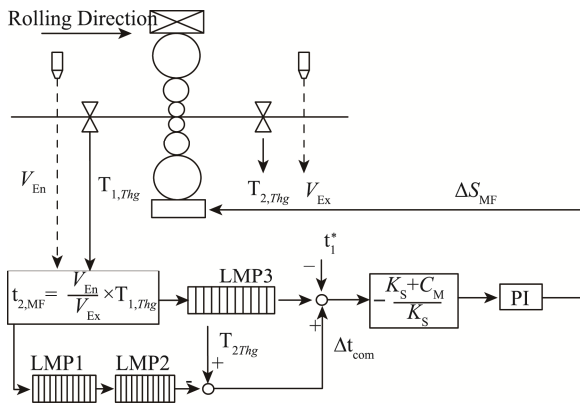 Rolling Direction
V_En
T_1,Thg
T_2,Thg
V_Ex
ΔS_MF
t_1^*
−
t_2,MF = V_En / V_Ex × T_1,Thg
LMP3
+
− K_S + C_M / K_S
PI
T_2Thg
Δt_com
LMP1
LMP2
-
+